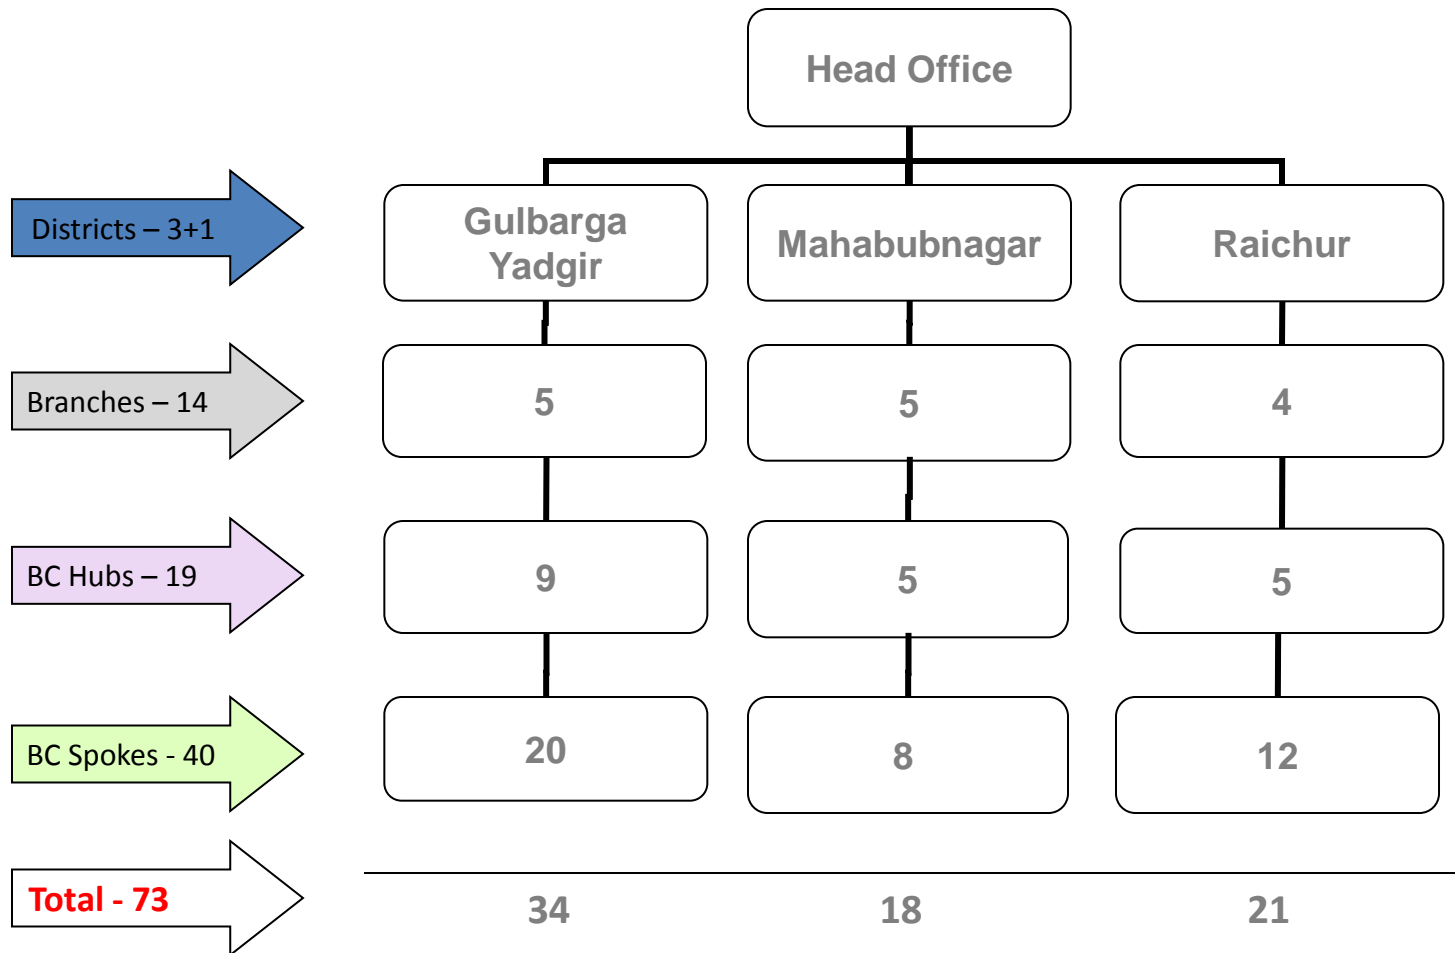 Head Office
Districts – 3+1
Gulbarga
Yadgir
Mahabubnagar
Raichur
Branches – 14
5
5
4
BC Hubs – 19
9
5
5
BC Spokes - 40
20
8
12
Total - 73
34
18
21